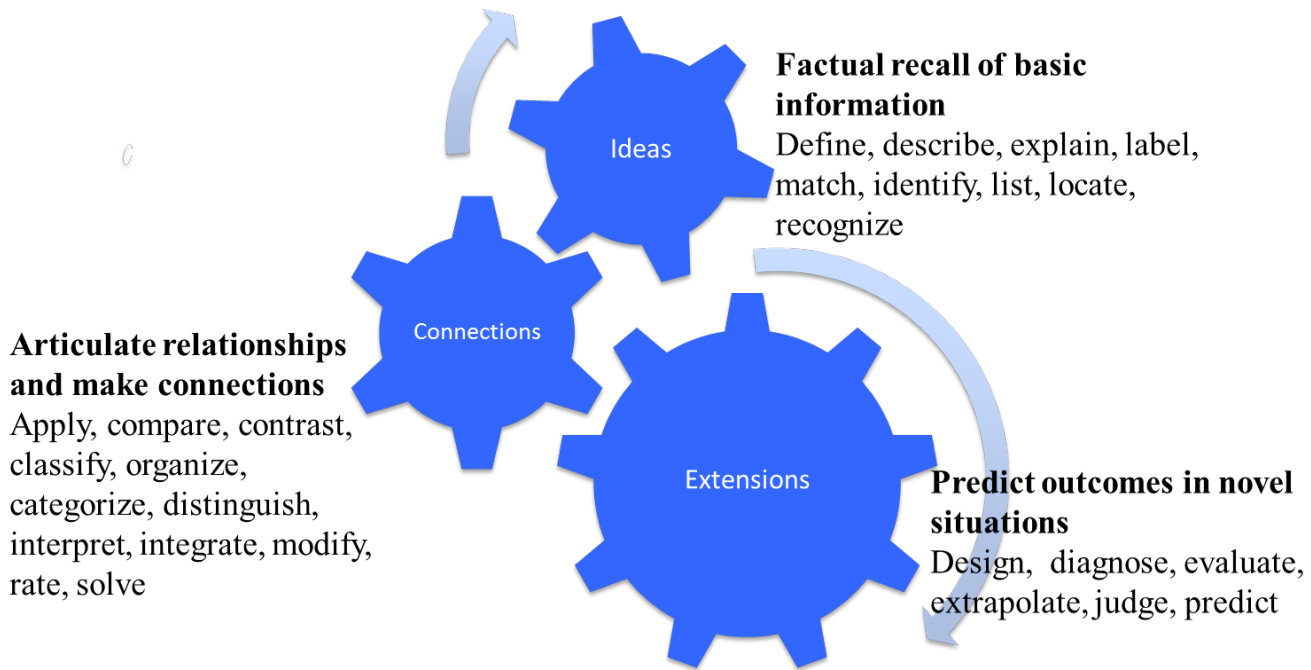 Factual recall of basic
information
Define, describe, explain, label,
match, identify, list, locate,
recognize
Ideas
Connections
Articulate relationships
and make connections
Apply, compare, contrast,
classify, organize,
categorize, distinguish,
interpret, integrate, modify,
rate, solve
Extensions
Predict outcomes in novel
situations
Design, diagnose, evaluate,
extrapolate, judge, predict